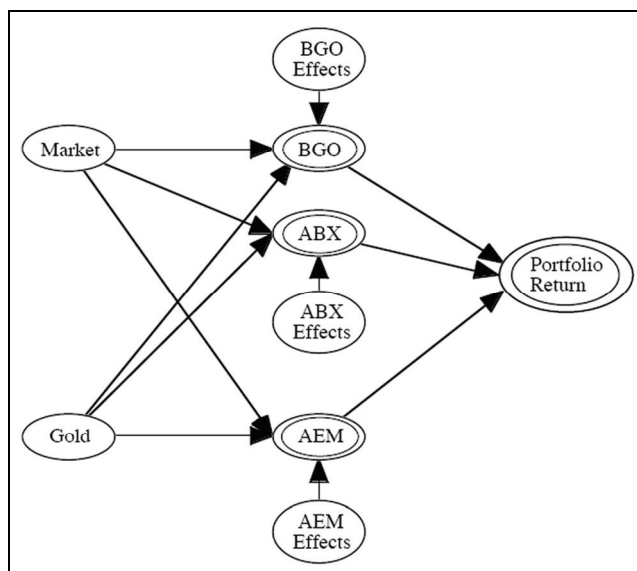 BGO
Effects
Market
BGO
ABX
Portfolio
Return
ABX
Effects
Gold
AEM
AEM
Effects